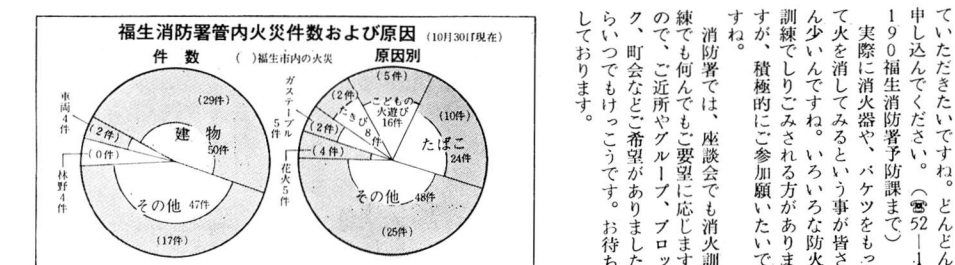 ていただきたいですね。どんどん
申し込んでください。(☎52―1
190福生消防署予防課まで)
実際に消火器や、バケツをもっ
て火を消してみるという事が皆さ
ん少いんですね。いろいろな防火
訓練でしりごみされる方がありま
すが、積極的にご参加願いたいで
すね。
消防署では、座談会でも消火訓
練でも何んでもご要望に応じます
ので、ご近所やグループ、ブロッ
ク、町会などご希望がありました
らいつでもけっこうです。お待ち
しております。
福生消防署管内火災件数および原因 (10月30日現在)
件数 ( )福生市内の火災
車両4件
(2件)
林野4件
(0件)
(29件)
建物
50件
その他 47件
(17件)
原因別
(5件)
こどもの
火遊び
16件
(10件)
たばこ
24件
(2件)
たきび8件
ガステーブル5件
(2件)
花火5件
(4件)
その他 48件
(25件)